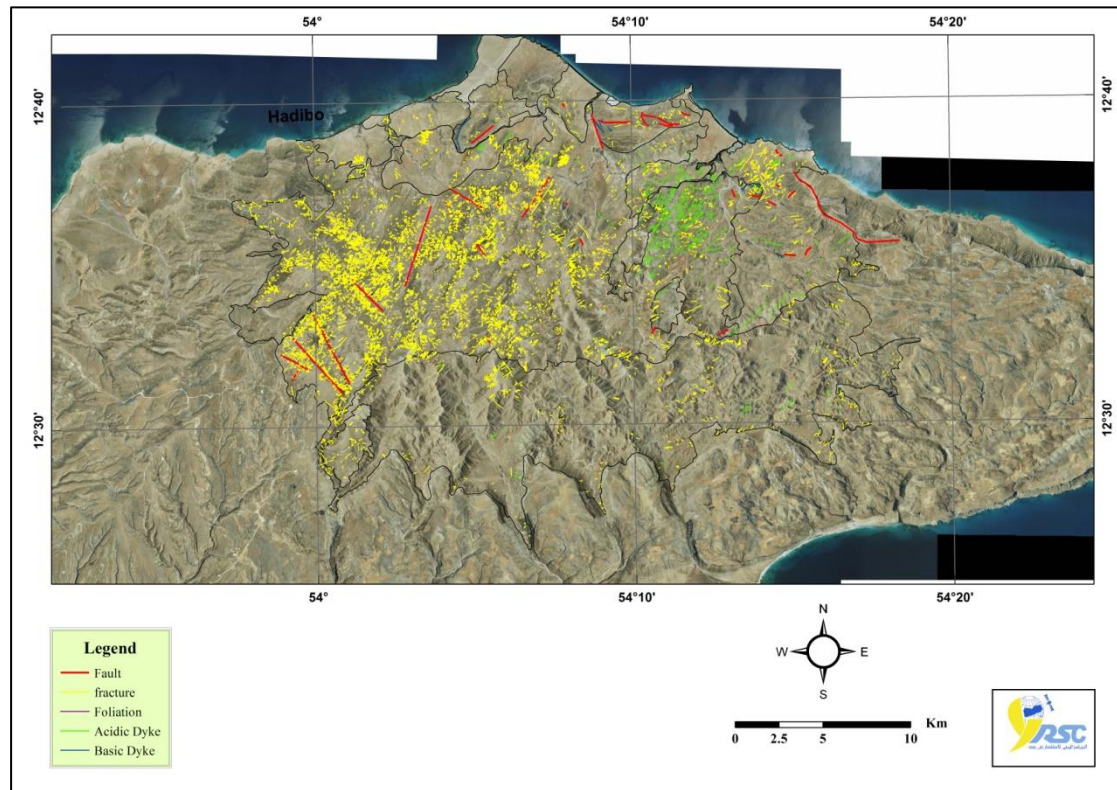 54° 54°10' 54°20'
12°40' 12°40'
Hadibo
12°30' 12°30'
54° 54°10' 54°20'
Legend
Fault
fracture
Foliation
Acidic Dyke
Basic Dyke
N
W E
S
Km
0 2.5 5 10
YRSC